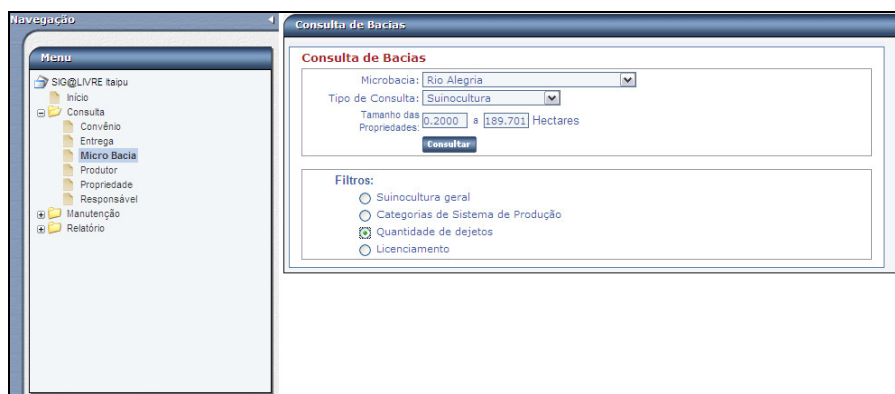 Navegação
Menu
SIG@LIVRE Itaipu
Início
Consulta
Convênio
Entrega
Micro Bacia
Produtor
Propriedade
Responsável
Manutenção
Relatório
Consulta de Bacias
Consulta de Bacias
Microbacia: Rio Alegria
Tipo de Consulta: Suinocultura
Tamanho das
Propriedades: 0.2000 a 189.701 Hectares
Consultar
Filtros:
Suinocultura geral
Categorias de Sistema de Produção
Quantidade de dejetos
Licenciamento